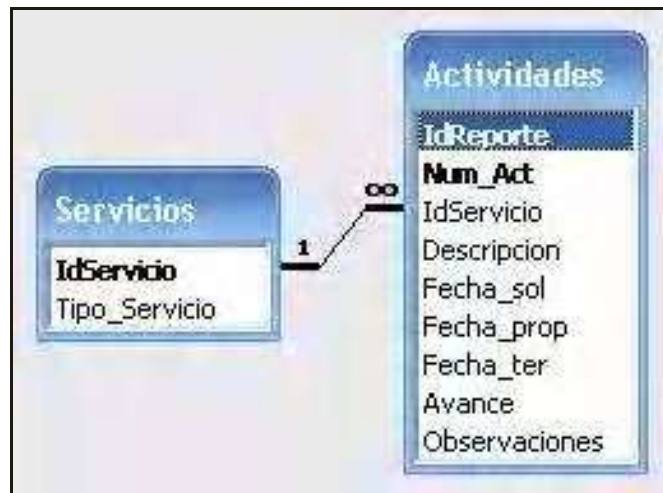 Servicios
IdServicio
Tipo_Servicio
1
∞
Actividades
IdReporte
Num_Act
IdServicio
Descripcion
Fecha_sol
Fecha_prop
Fecha_ter
Avance
Observaciones